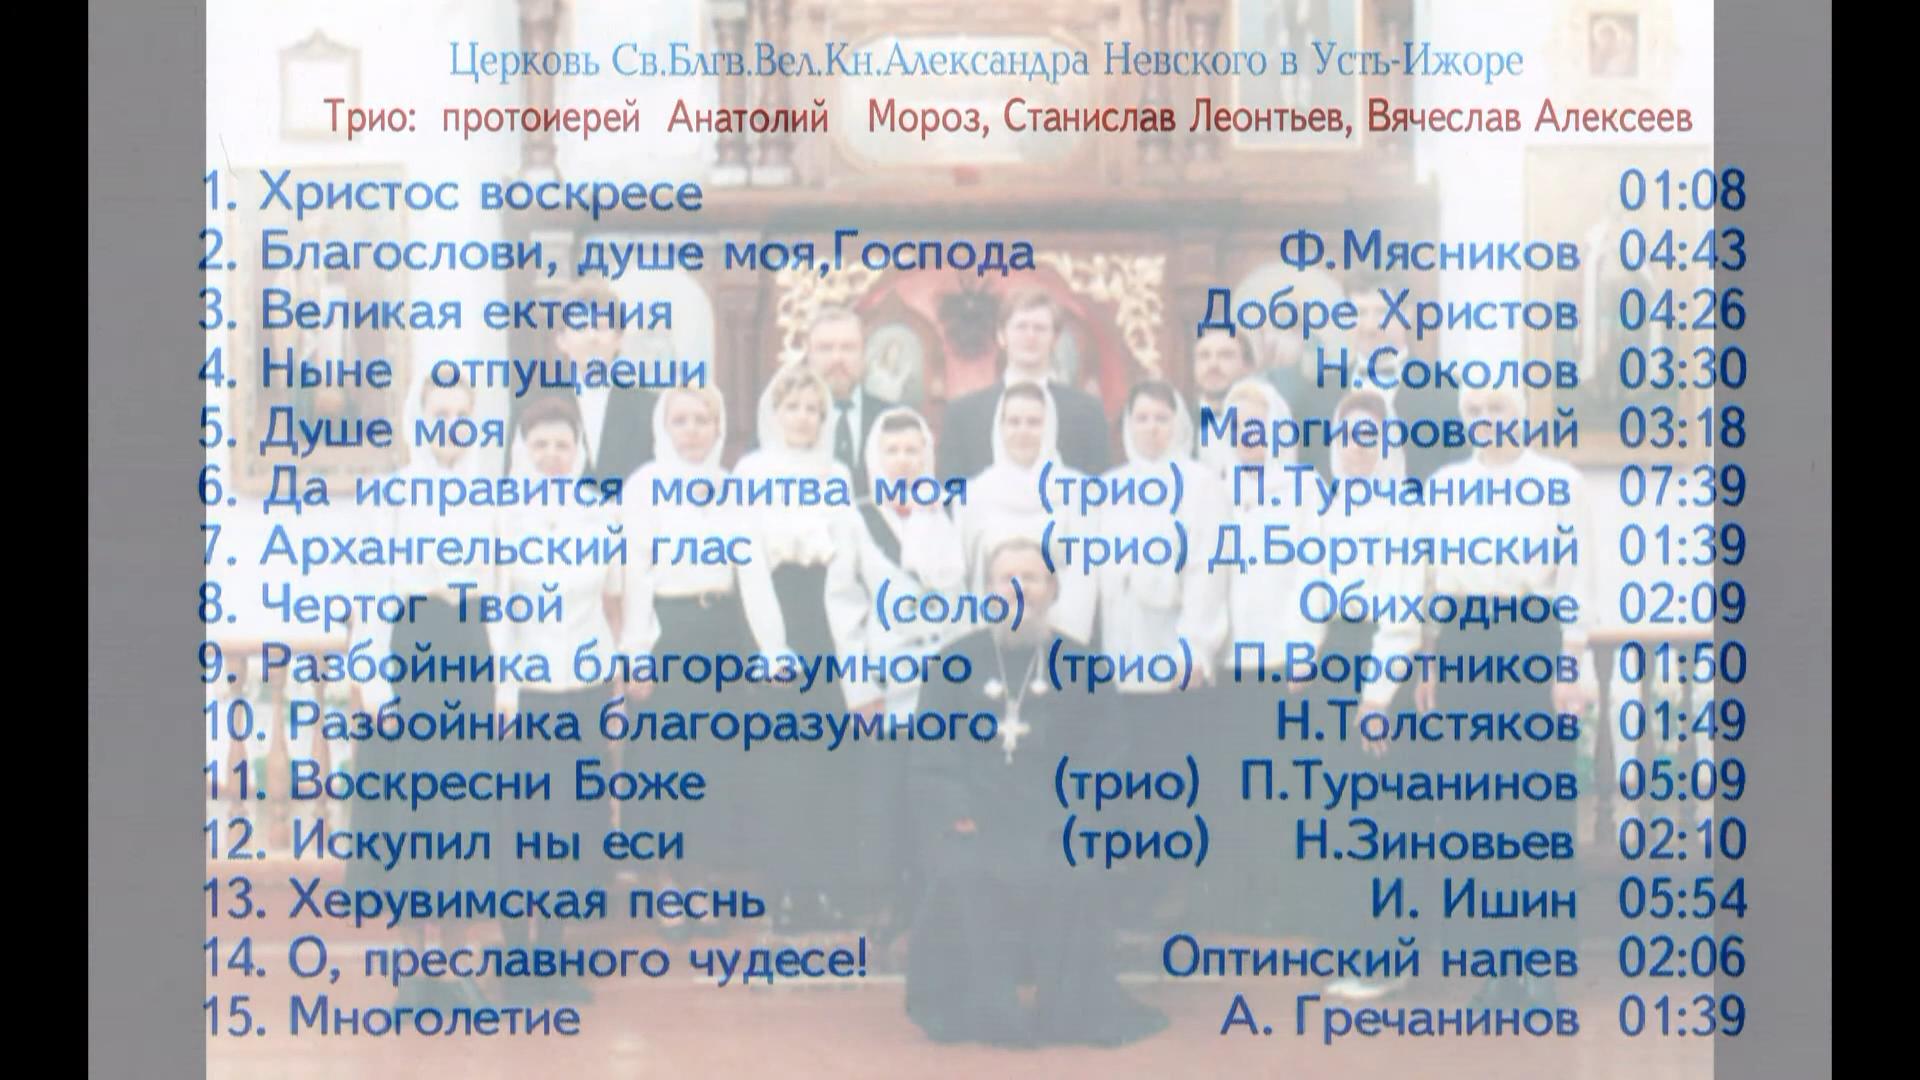 Церковь Св.Блгв.Вел.Кн.Александра Невского в Усть-Ижоре
Трио: протоиерей Анатолий Мороз, Станислав Леонтьев, Вячеслав Алексеев
1. Христос воскресе 01:08
2. Благослови, душе моя,Господа Ф.Мясников 04:43
3. Великая ектения Добре Христов 04:26
4. Ныне отпущаеши Н.Соколов 03:30
5. Душе моя Маргиеровский 03:18
6. Да исправится молитва моя (трио) П.Турчанинов 07:39
7. Архангельский глас (трио) Д.Бортнянский 01:39
8. Чертог Твой (соло) Обиходное 02:09
9. Разбойника благоразумного (трио) П.Воротников 01:50
10. Разбойника благоразумного Н.Толстяков 01:49
11. Воскресни Боже (трио) П.Турчанинов 05:09
12. Искупил ны еси (трио) Н.Зиновьев 02:10
13. Херувимская песнь И. Ишин 05:54
14. О, преславного чудесе! Оптинский напев 02:06
15. Многолетие А. Гречанинов 01:39